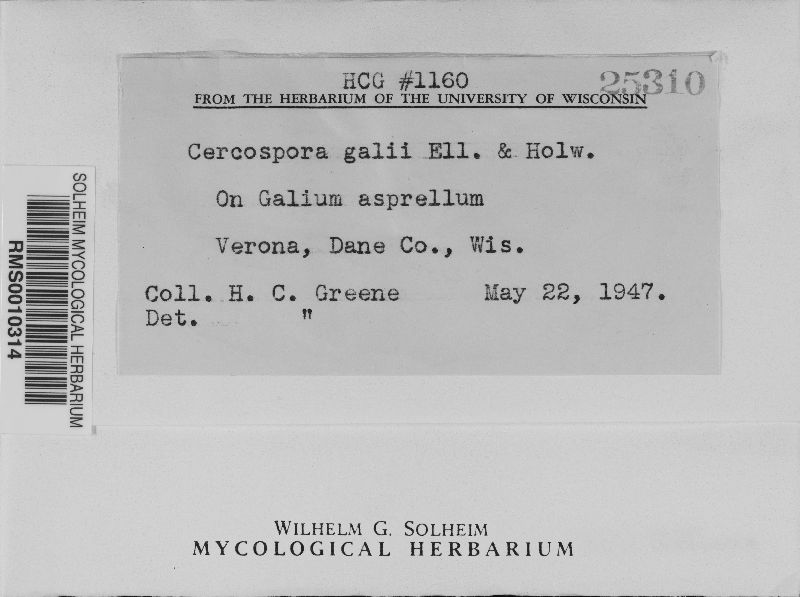 HCG #1160 25310
FROM THE HERBARIUM OF THE UNIVERSITY OF WISCONSIN
Cercospora galii Ell. & Holw.
On Galium asprellum
Verona, Dane Co., Wis.
Coll. H. C. Greene May 22, 1947.
Det. "
SOLHEIM MYCOLOGICAL HERBARIUM
RMS0010314
WILHELM G. SOLHEIM
MYCOLOGICAL HERBARIUM